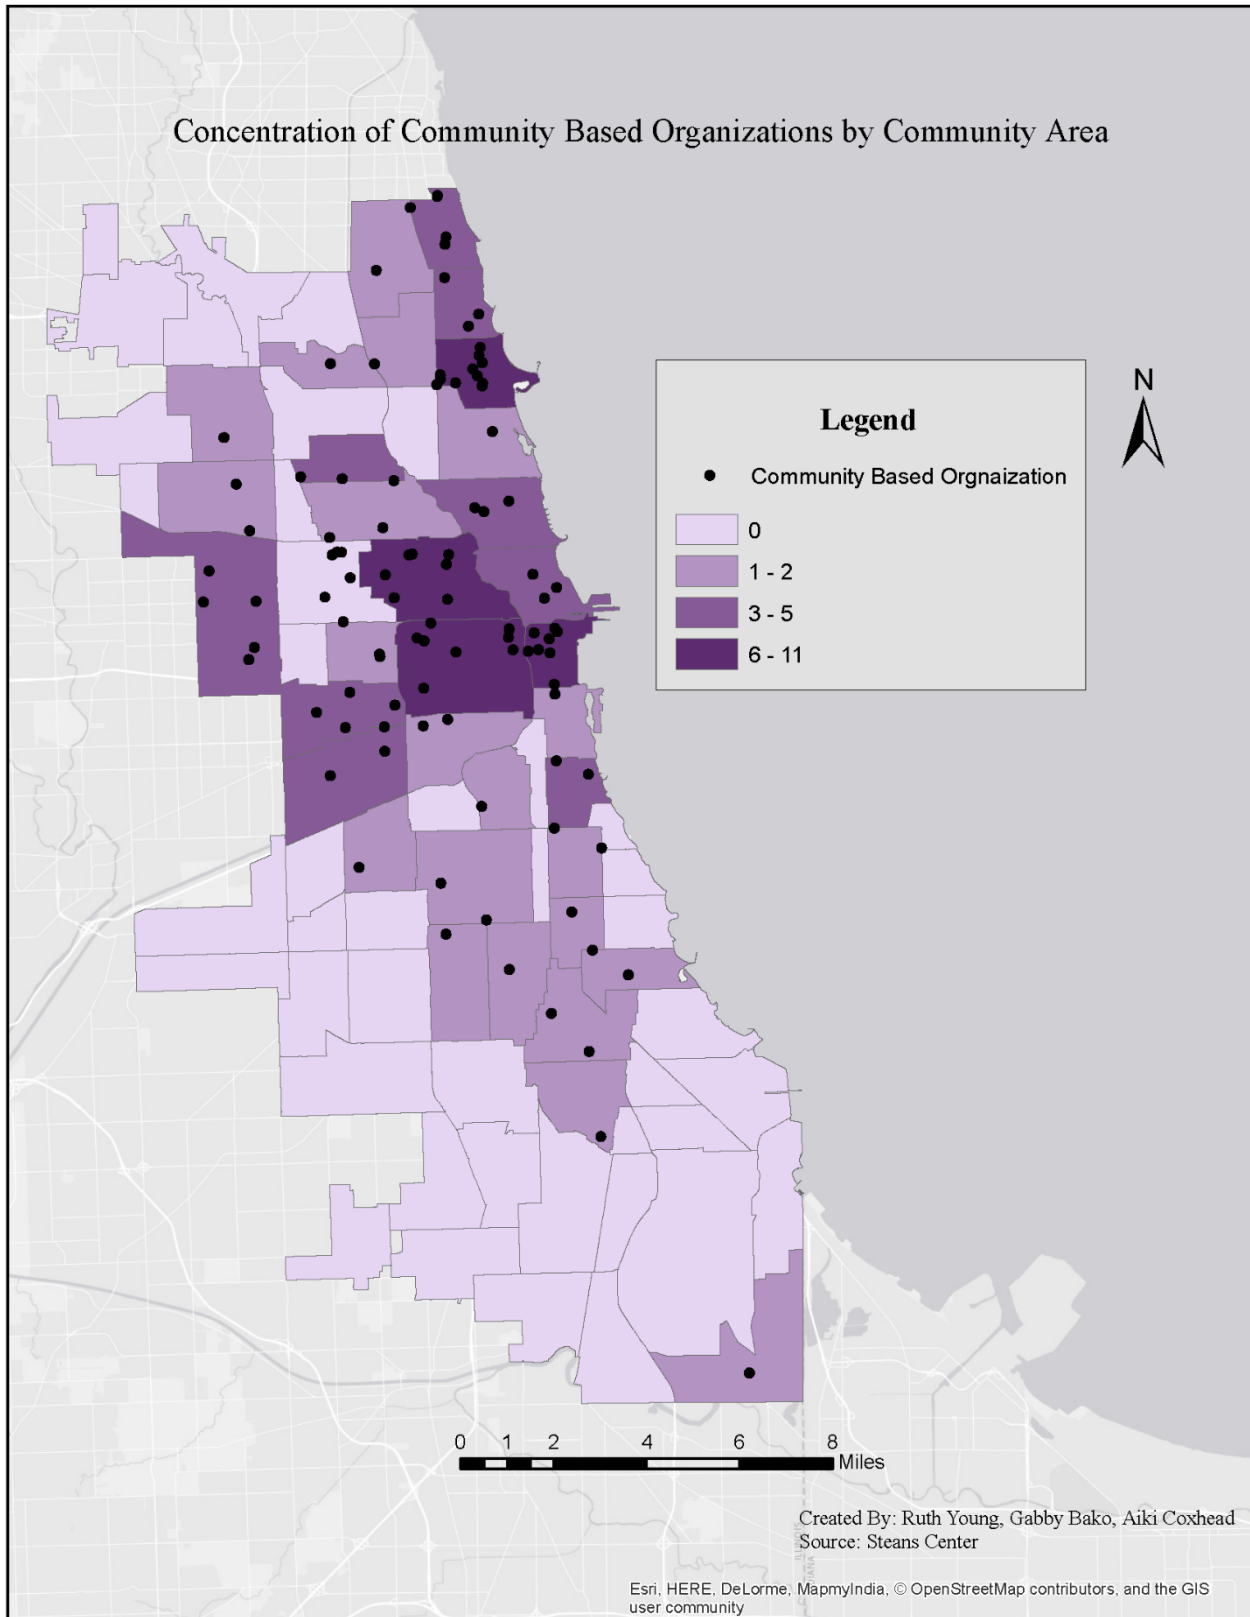 Concentration of Community Based Organizations by Community Area
N
Legend
Community Based Orgnaization
0
1 - 2
3 - 5
6 - 11
0 1 2 4 6 8
Miles
Created By: Ruth Young, Gabby Bako, Aiki Coxhead
Source: Steans Center
ILLINOIS
INDIANA
Esri, HERE, DeLorme, MapmyIndia, © OpenStreetMap contributors, and the GIS
user community